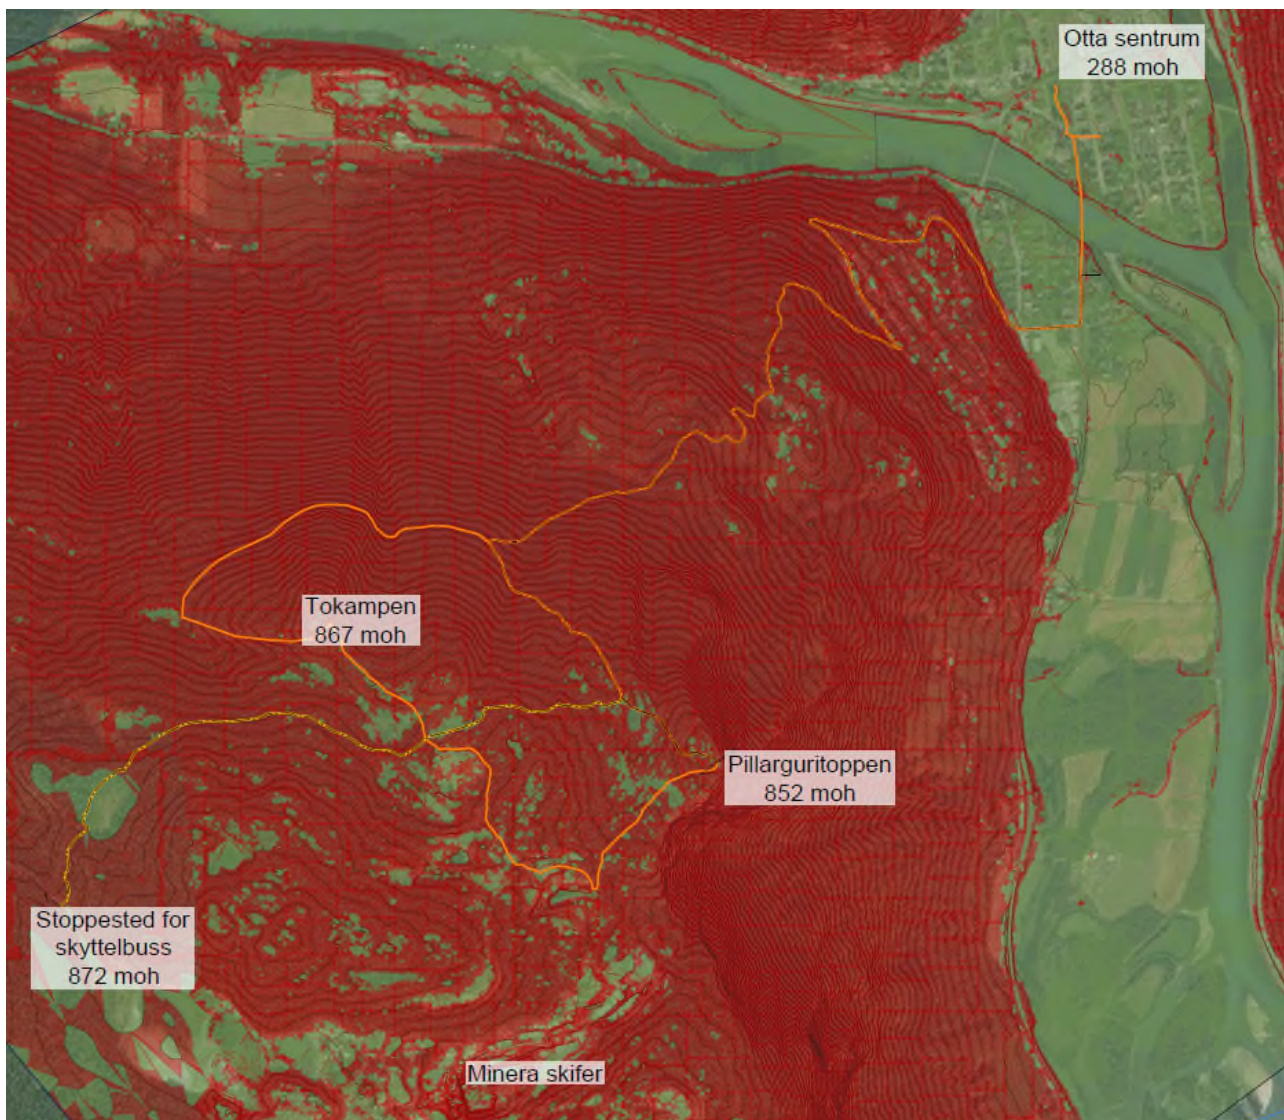 Otta sentrum
288 moh
Tokampen
867 moh
Pillarguritoppen
852 moh
Stoppested for
skyttelbuss
872 moh
Minera skifer